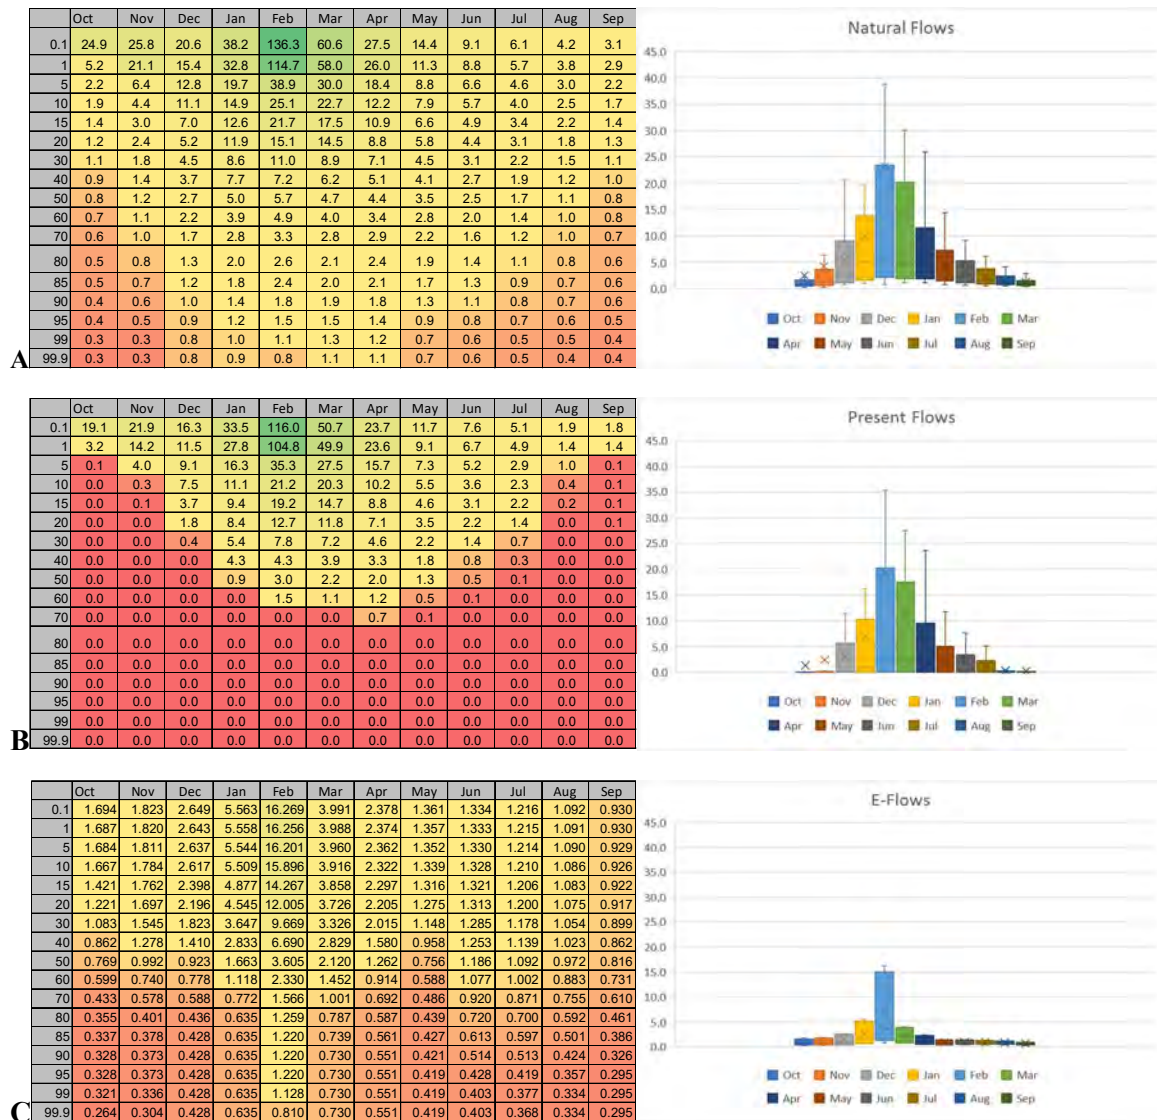 Oct Nov Dec Jan Feb Mar Apr May Jun Jul Aug Sep
0.1 24.9 25.8 20.6 38.2 136.3 60.6 27.5 14.4 9.1 6.1 4.2 3.1
1 5.2 21.1 15.4 32.8 114.7 58.0 26.0 11.3 8.8 5.7 3.8 2.9
5 2.2 6.4 12.8 19.7 38.9 30.0 18.4 8.8 6.6 4.6 3.0 2.2
10 1.9 4.4 11.1 14.9 25.1 22.7 12.2 7.9 5.7 4.0 2.5 1.7
15 1.4 3.0 7.0 12.6 21.7 17.5 10.9 6.6 4.9 3.4 2.2 1.4
20 1.2 2.4 5.2 11.9 15.1 14.5 8.8 5.8 4.4 3.1 1.8 1.3
30 1.1 1.8 4.5 8.6 11.0 8.9 7.1 4.5 3.1 2.2 1.5 1.1
40 0.9 1.4 3.7 7.7 7.2 6.2 5.1 4.1 2.7 1.9 1.2 1.0
50 0.8 1.2 2.7 5.0 5.7 4.7 4.4 3.5 2.5 1.7 1.1 0.8
60 0.7 1.1 2.2 3.9 4.9 4.0 3.4 2.8 2.0 1.4 1.0 0.8
70 0.6 1.0 1.7 2.8 3.3 2.8 2.9 2.2 1.6 1.2 1.0 0.7
80 0.5 0.8 1.3 2.0 2.6 2.1 2.4 1.9 1.4 1.1 0.8 0.6
85 0.5 0.7 1.2 1.8 2.4 2.0 2.1 1.7 1.3 0.9 0.7 0.6
90 0.4 0.6 1.0 1.4 1.8 1.9 1.8 1.3 1.1 0.8 0.7 0.6
95 0.4 0.5 0.9 1.2 1.5 1.5 1.4 0.9 0.8 0.7 0.6 0.5
99 0.3 0.3 0.8 1.0 1.1 1.3 1.2 0.7 0.6 0.5 0.5 0.4
99.9 0.3 0.3 0.8 0.9 0.8 1.1 1.1 0.7 0.6 0.5 0.4 0.4
A
Natural Flows
45.0
40.0
35.0
30.0
25.0
20.0
15.0
10.0
5.0
0.0
Oct Nov Dec Jan Feb Mar
Apr May Jun Jul Aug Sep
Oct Nov Dec Jan Feb Mar Apr May Jun Jul Aug Sep
0.1 19.1 21.9 16.3 33.5 116.0 50.7 23.7 11.7 7.6 5.1 1.9 1.8
1 3.2 14.2 11.5 27.8 104.8 49.9 23.6 9.1 6.7 4.9 1.4 1.4
5 0.1 4.0 9.1 16.3 35.3 27.5 15.7 7.3 5.2 2.9 1.0 0.1
10 0.0 0.3 7.5 11.1 21.2 20.3 10.2 5.5 3.6 2.3 0.4 0.1
15 0.0 0.1 3.7 9.4 19.2 14.7 8.8 4.6 3.1 2.2 0.2 0.1
20 0.0 0.0 1.8 8.4 12.7 11.8 7.1 3.5 2.2 1.4 0.0 0.1
30 0.0 0.0 0.4 5.4 7.8 7.2 4.6 2.2 1.4 0.7 0.0 0.0
40 0.0 0.0 0.0 4.3 4.3 3.9 3.3 1.8 0.8 0.3 0.0 0.0
50 0.0 0.0 0.0 0.9 3.0 2.2 2.0 1.3 0.5 0.1 0.0 0.0
60 0.0 0.0 0.0 0.0 1.5 1.1 1.2 0.5 0.1 0.0 0.0 0.0
70 0.0 0.0 0.0 0.0 0.0 0.0 0.7 0.1 0.0 0.0 0.0 0.0
80 0.0 0.0 0.0 0.0 0.0 0.0 0.0 0.0 0.0 0.0 0.0 0.0
85 0.0 0.0 0.0 0.0 0.0 0.0 0.0 0.0 0.0 0.0 0.0 0.0
90 0.0 0.0 0.0 0.0 0.0 0.0 0.0 0.0 0.0 0.0 0.0 0.0
95 0.0 0.0 0.0 0.0 0.0 0.0 0.0 0.0 0.0 0.0 0.0 0.0
99 0.0 0.0 0.0 0.0 0.0 0.0 0.0 0.0 0.0 0.0 0.0 0.0
99.9 0.0 0.0 0.0 0.0 0.0 0.0 0.0 0.0 0.0 0.0 0.0 0.0
B
Present Flows
45.0
40.0
35.0
30.0
25.0
20.0
15.0
10.0
5.0
0.0
Oct Nov Dec Jan Feb Mar
Apr May Jun Jul Aug Sep
Oct Nov Dec Jan Feb Mar Apr May Jun Jul Aug Sep
0.1 1.694 1.823 2.649 5.563 16.269 3.991 2.378 1.361 1.334 1.216 1.092 0.930
1 1.687 1.820 2.643 5.558 16.256 3.988 2.374 1.357 1.333 1.215 1.091 0.930
5 1.684 1.811 2.637 5.544 16.201 3.960 2.362 1.352 1.330 1.214 1.090 0.929
10 1.667 1.784 2.617 5.509 15.896 3.916 2.322 1.339 1.328 1.210 1.086 0.926
15 1.421 1.762 2.398 4.877 14.267 3.858 2.297 1.316 1.321 1.206 1.083 0.922
20 1.221 1.697 2.196 4.545 12.005 3.726 2.205 1.275 1.313 1.200 1.075 0.917
30 1.083 1.545 1.823 3.647 9.669 3.326 2.015 1.148 1.285 1.178 1.054 0.899
40 0.862 1.278 1.410 2.833 6.690 2.829 1.580 0.958 1.253 1.139 1.023 0.862
50 0.769 0.992 0.923 1.663 3.605 2.120 1.262 0.756 1.186 1.092 0.972 0.816
60 0.599 0.740 0.778 1.118 2.330 1.452 0.914 0.588 1.077 1.002 0.883 0.731
70 0.433 0.578 0.588 0.772 1.566 1.001 0.692 0.486 0.920 0.871 0.755 0.610
80 0.355 0.401 0.436 0.635 1.259 0.787 0.587 0.439 0.720 0.700 0.592 0.461
85 0.337 0.378 0.428 0.635 1.220 0.739 0.561 0.427 0.613 0.597 0.501 0.386
90 0.328 0.373 0.428 0.635 1.220 0.730 0.551 0.421 0.514 0.513 0.424 0.326
95 0.328 0.373 0.428 0.635 1.220 0.730 0.551 0.419 0.428 0.419 0.357 0.295
99 0.321 0.336 0.428 0.635 1.128 0.730 0.551 0.419 0.403 0.377 0.334 0.295
99.9 0.264 0.304 0.428 0.635 0.810 0.730 0.551 0.419 0.403 0.368 0.334 0.295
C
E-Flows
45.0
40.0
35.0
30.0
25.0
20.0
15.0
10.0
5.0
0.0
Oct Nov Dec Jan Feb Mar
Apr May Jun Jul Aug Sep